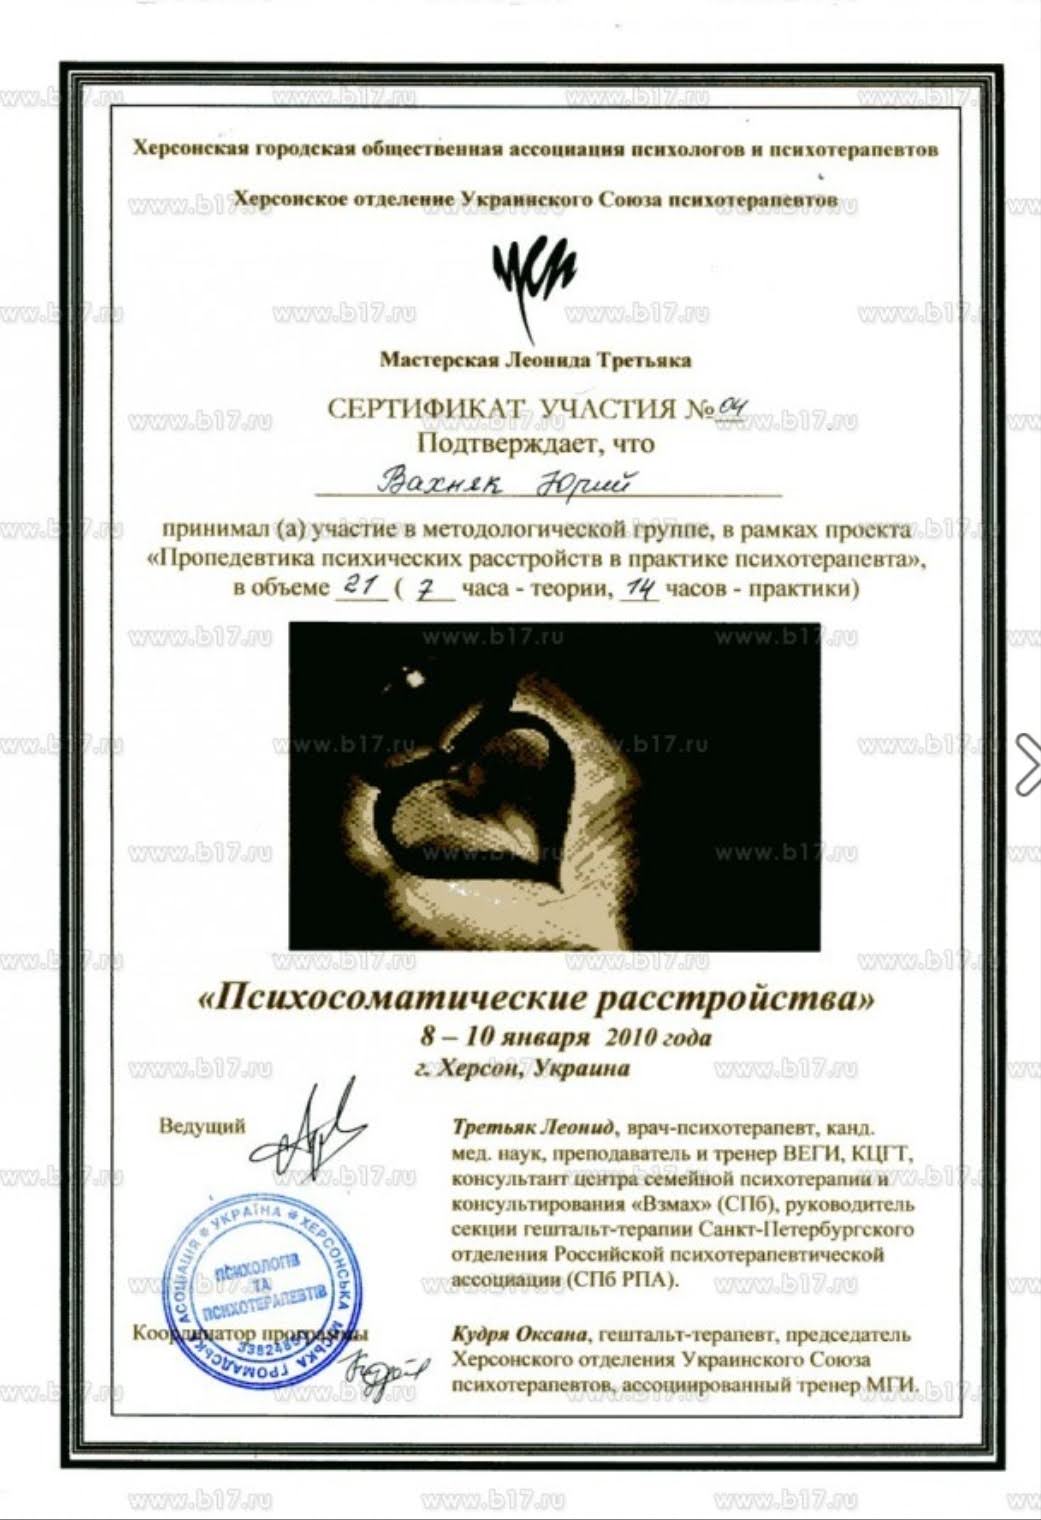 Херсонская городская общественная ассоциация психологов и психотерапевтов
Херсонское отделение Украинского Союза психотерапевтов
УСП
Мастерская Леонида Третьяка
СЕРТИФИКАТ УЧАСТИЯ № 04
Подтверждает, что
Вахняк Юрий
принимал (а) участие в методологической группе, в рамках проекта
«Пропедевтика психических расстройств в практике психотерапевта»,
в объеме 21 ( 7 часа - теории, 14 часов - практики)
«Психосоматические расстройства»
8 – 10 января 2010 года
г. Херсон, Украина
Ведущий
Третьяк Леонид, врач-психотерапевт, канд.
мед. наук, преподаватель и тренер ВЕГИ, КЦГТ,
консультант центра семейной психотерапии и
консультирования «Взмах» (СПб), руководитель
секции гештальт-терапии Санкт-Петербургского
отделения Российской психотерапевтической
ассоциации (СПб РПА).
УКРАЇНА * ХЕРСОНСЬКА МІСЬКА ГРОМАДСЬКА АСОЦІАЦІЯ
ПСИХОЛОГІВ
ТА
ПСИХОТЕРАПЕВТІВ
Координатор программы
Кудря Оксана, гештальт-терапевт, председатель
Херсонского отделения Украинского Союза
психотерапевтов, ассоциированный тренер МГИ.
www.b17.ru